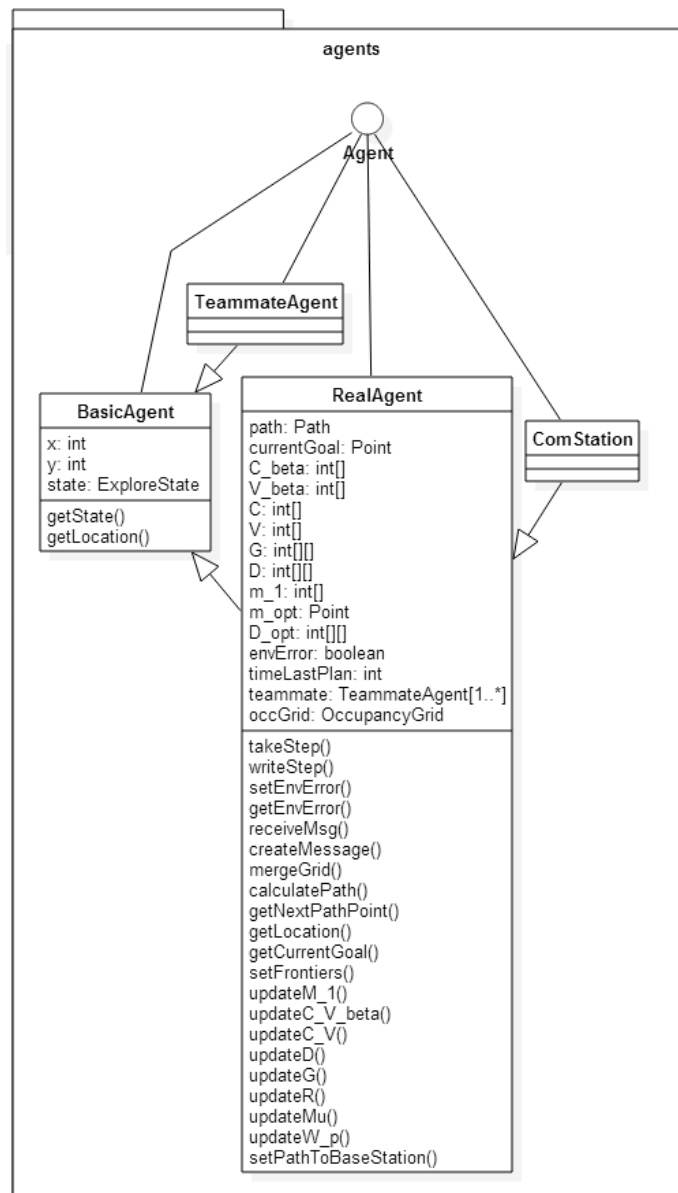 agents
Agent
TeammateAgent
BasicAgent
x: int
y: int
state: ExploreState
getState()
getLocation()
RealAgent
path: Path
currentGoal: Point
C_beta: int[]
V_beta: int[]
C: int[]
V: int[]
G: int[][]
D: int[][]
m_1: int[]
m_opt: Point
D_opt: int[][]
envError: boolean
timeLastPlan: int
teammate: TeammateAgent[1..*]
occGrid: OccupancyGrid
takeStep()
writeStep()
setEnvError()
getEnvError()
receiveMsg()
createMessage()
mergeGrid()
calculatePath()
getNextPathPoint()
getLocation()
getCurrentGoal()
setFrontiers()
updateM_1()
updateC_V_beta()
updateC_V()
updateD()
updateG()
updateR()
updateMu()
updateW_p()
setPathToBaseStation()
ComStation